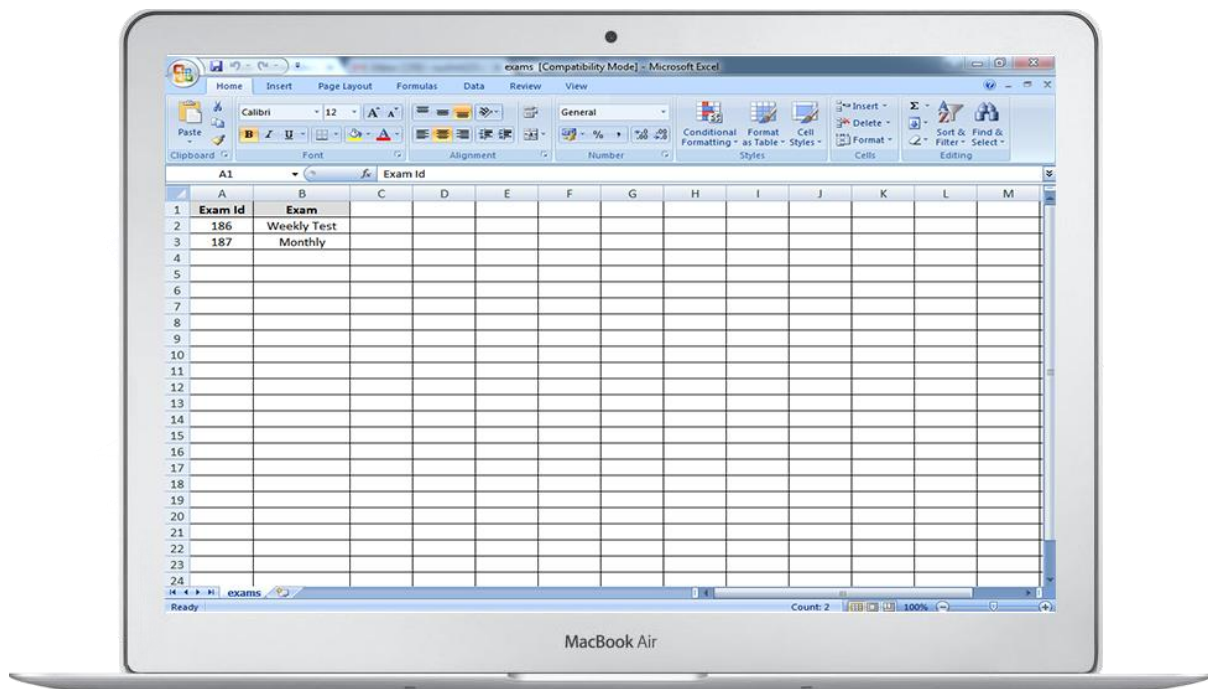 exams [Compatibility Mode] - Microsoft Excel
Home Insert Page Layout Formulas Data Review View
Calibri 12 A A General Insert Σ
Paste B I U A % , Conditional Formatting Format as Table Cell Styles Delete Format Sort & Filter Find & Select
Clipboard Font Alignment Number Styles Cells Editing
A1 fx Exam Id
A B C D E F G H I J K L M
1 Exam Id Exam
2 186 Weekly Test
3 187 Monthly
4
5
6
7
8
9
10
11
12
13
14
15
16
17
18
19
20
21
22
23
24
exams
Ready Count: 2 100%
MacBook Air